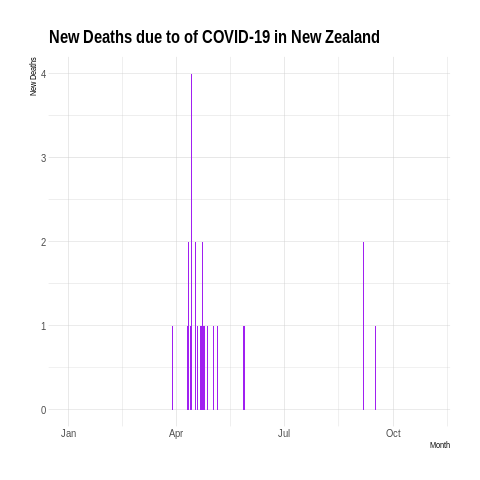 New Deaths due to of COVID-19 in New Zealand
New Deaths
4
3
2
1
0
Jan Apr Jul Oct
Month